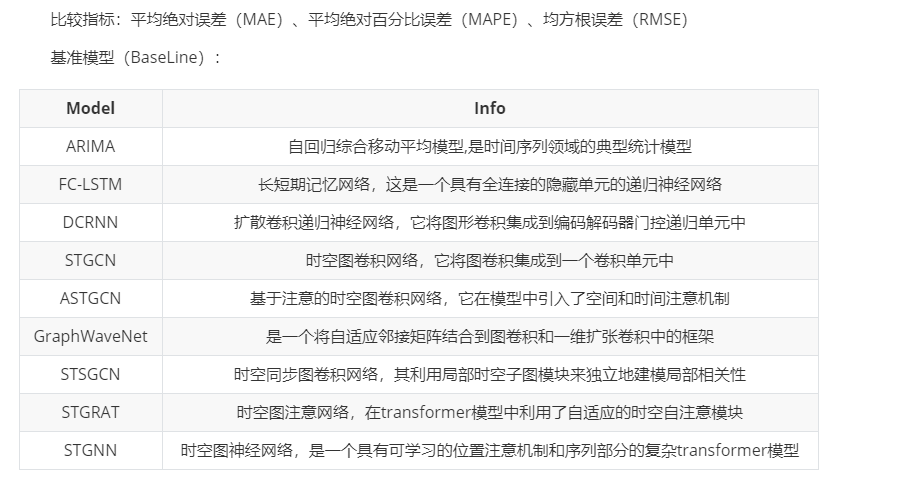 比较指标：平均绝对误差（MAE）、平均绝对百分比误差（MAPE）、均方根误差（RMSE）
基准模型（BaseLine）：
Model Info
ARIMA 自回归综合移动平均模型,是时间序列领域的典型统计模型
FC-LSTM 长短期记忆网络，这是一个具有全连接的隐藏单元的递归神经网络
DCRNN 扩散卷积递归神经网络，它将图形卷积集成到编码解码器门控递归单元中
STGCN 时空图卷积网络，它将图卷积集成到一个卷积单元中
ASTGCN 基于注意的时空图卷积网络，它在模型中引入了空间和时间注意机制
GraphWaveNet 是一个将自适应邻接矩阵结合到图卷积和一维扩张卷积中的框架
STSGCN 时空同步图卷积网络，其利用局部时空子图模块来独立地建模局部相关性
STGRAT 时空图注意网络，在transformer模型中利用了自适应的时空自注意模块
STGNN 时空图神经网络，是一个具有可学习的位置注意机制和序列部分的复杂transformer模型